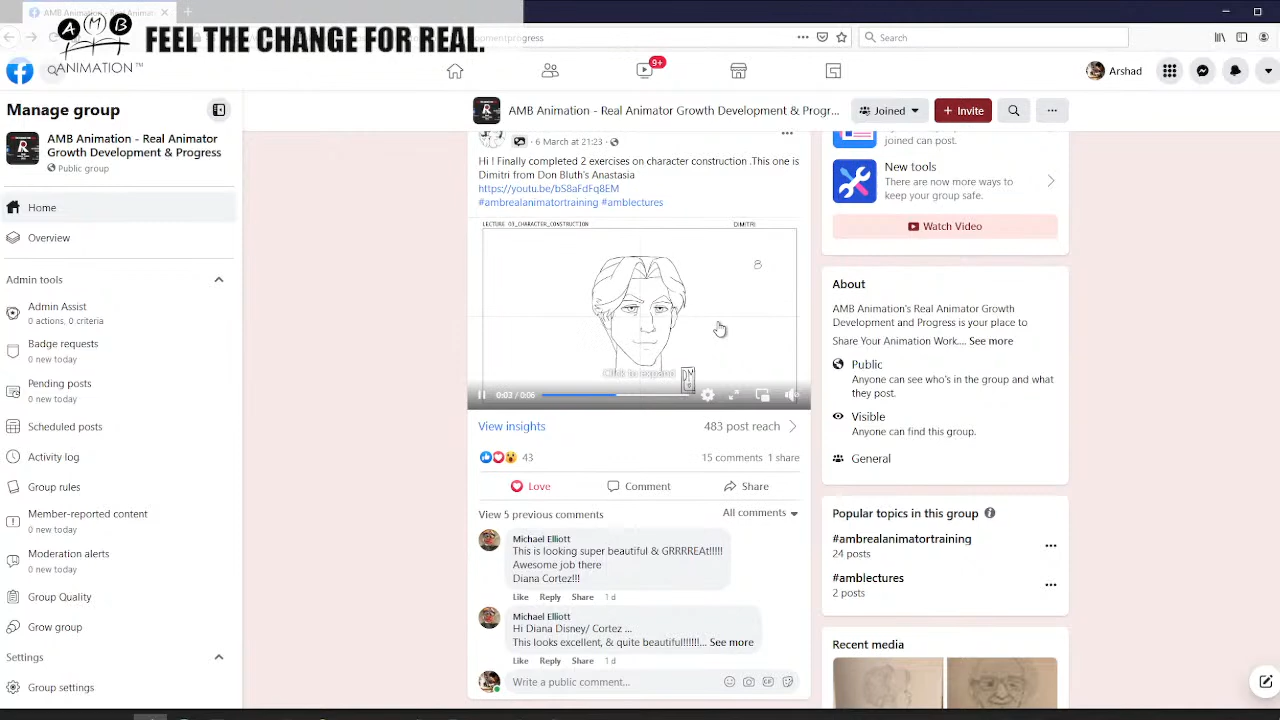 AMB Animation - Real Animat
A M B
ANIMATION™
FEEL THE CHANGE FOR REAL.
developmentprogress
Search
9+
Arshad
Manage group
AMB Animation - Real Animator
Growth Development & Progress
Public group
Home
Overview
Admin tools
Admin Assist
0 actions, 0 criteria
Badge requests
0 new today
Pending posts
0 new today
Scheduled posts
Activity log
Group rules
Member-reported content
0 new today
Moderation alerts
0 new today
Group Quality
Grow group
Settings
Group settings
AMB Animation - Real Animator Growth Development & Progr...
Joined
+ Invite
· 6 March at 21:23 ·
Hi ! Finally completed 2 exercises on character construction .This one is
Dimitri from Don Bluth's Anastasia
https://youtu.be/bS8aFdFq8EM
#ambrealanimatortraining #amblectures
LECTURE 03_CHARACTER_CONSTRUCTION
DIMITRI
8
Click to expand
0:03 / 0:06
View insights
483 post reach
43
15 comments 1 share
Love
Comment
Share
View 5 previous comments
All comments
Michael Elliott
This is looking super beautiful & GRRRREAt!!!!!
Awesome job there
Diana Cortez!!!
Like Reply Share 1 d
Michael Elliott
Hi Diana Disney/ Cortez ...
This looks excellent, & quite beautiful!!!!!!!... See more
Like Reply Share 1 d
Write a public comment...
GIF
joined can post.
New tools
There are now more ways to
keep your group safe.
Watch Video
About
AMB Animation's Real Animator Growth
Development and Progress is your place to
Share Your Animation Work.... See more
Public
Anyone can see who's in the group and what
they post.
Visible
Anyone can find this group.
General
Popular topics in this group
#ambrealanimatortraining
24 posts
#amblectures
2 posts
Recent media